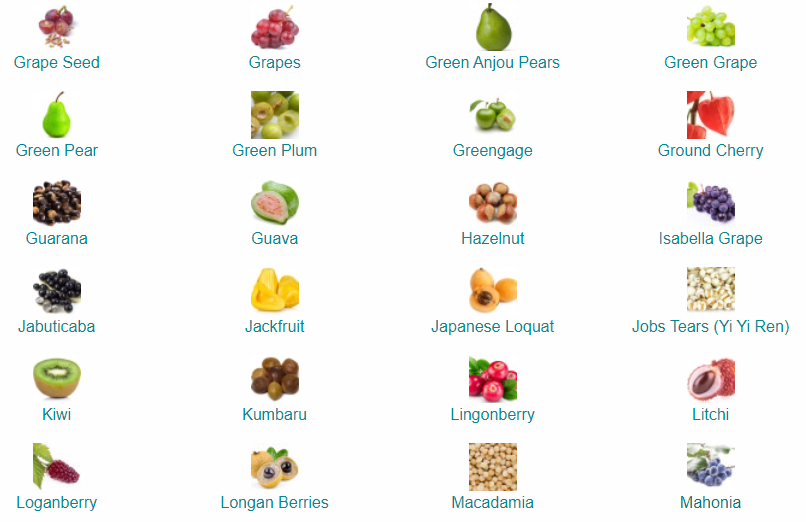 Grape Seed
Grapes
Green Anjou Pears
Green Grape
Green Pear
Green Plum
Greengage
Ground Cherry
Guarana
Guava
Hazelnut
Isabella Grape
Jabuticaba
Jackfruit
Japanese Loquat
Jobs Tears (Yi Yi Ren)
Kiwi
Kumbaru
Lingonberry
Litchi
Loganberry
Longan Berries
Macadamia
Mahonia